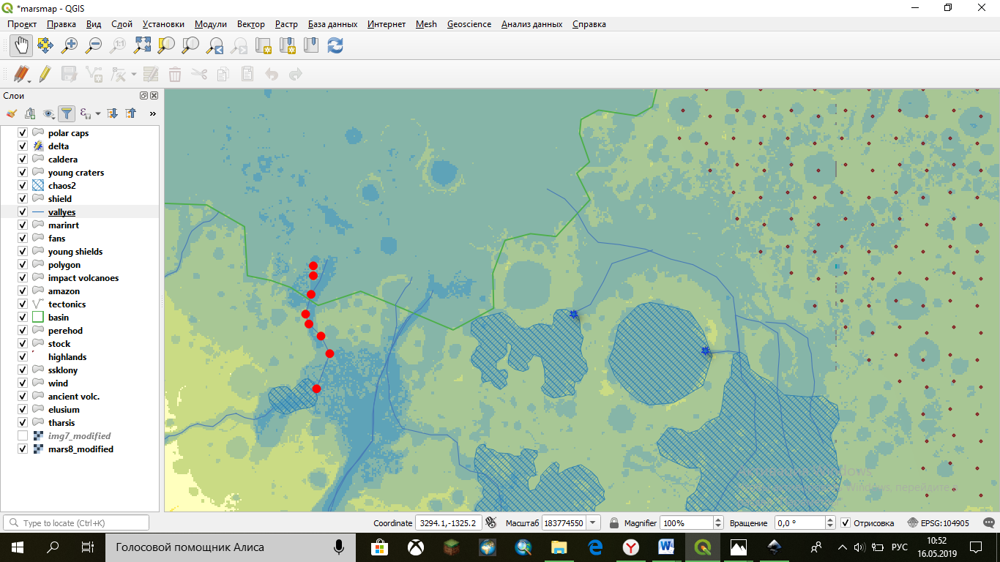 *marsmap - QGIS
Проект Правка Вид Слой Установки Модули Вектор Растр База данных Интернет Mesh Geoscience Анализ данных Справка
1:1
Слои
»
polar caps
delta
caldera
young craters
chaos2
shield
vallyes
marinrt
fans
young shields
polygon
impact volcanoes
amazon
tectonics
basin
perehod
stock
highlands
ssklony
wind
ancient volc.
elusium
tharsis
img7_modified
mars8_modified
Windows, перейдите
Type to locate (Ctrl+K) Coordinate 3294.1,-1325.2 Масштаб 183774550 Magnifier 100% Вращение 0,0 ° Отрисовка EPSG:104905
Голосовой помощник Алиса
РУС
10:52
16.05.2019